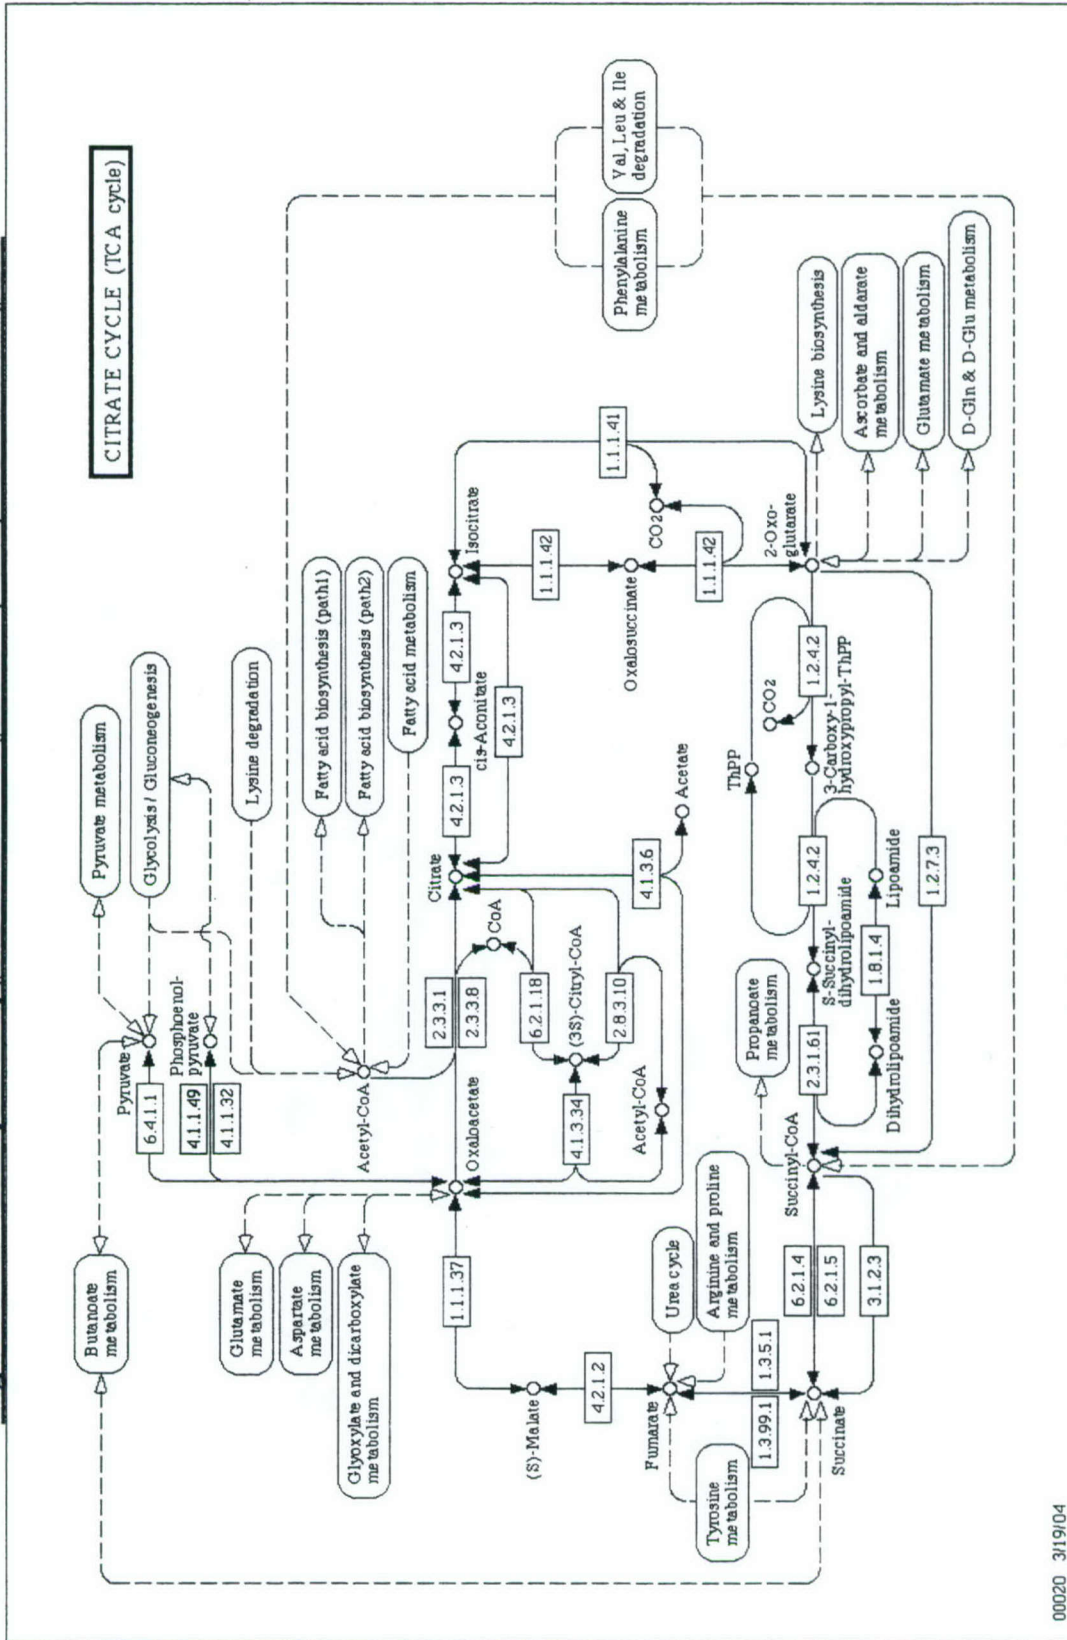 CITRATE CYCLE (TCA cycle)
Butanoate
metabolism
Pyruvate metabolism
Glycolysis / Gluconeogenesis
Pyruvate
6.4.1.1
Phosphoenol-
pyruvate
4.1.1.49
4.1.1.32
Lysine degradation
Glutamate
metabolism
Aspartate
metabolism
Glyoxylate and dicarboxylate
metabolism
Acetyl-CoA
Fatty acid biosynthesis (path1)
Fatty acid biosynthesis (path2)
Fatty acid metabolism
Phenylalanine
metabolism
Val, Leu & Ile
degradation
1.1.1.37
Oxaloacetate
2.3.3.1
2.3.3.8
Citrate
4.2.1.3
cis-Aconitate
4.2.1.3
4.2.1.3
Isocitrate
1.1.1.41
CoA
6.2.1.18
(3S)-Citryl-CoA
2.8.3.10
4.1.3.34
Acetyl-CoA
4.1.3.6
Acetate
1.1.1.42
Oxalosuccinate
CO2
1.1.1.42
2-Oxo-
glutarate
(S)-Malate
4.2.1.2
Fumarate
Urea cycle
Arginine and proline
metabolism
Tyrosine
metabolism
1.3.99.1
1.3.5.1
Succinate
6.2.1.4
6.2.1.5
3.1.2.3
Succinyl-CoA
Propanoate
metabolism
2.3.1.61
S-Succinyl-
dihydrolipoamide
Dihydrolipoamide
1.8.1.4
Lipoamide
1.2.4.2
ThPP
CO2
3-Carboxy-1-
hydroxypropyl-ThPP
1.2.4.2
1.2.7.3
Lysine biosynthesis
Ascorbate and aldarate
metabolism
Glutamate metabolism
D-Gln & D-Glu metabolism
00020 3/19/04